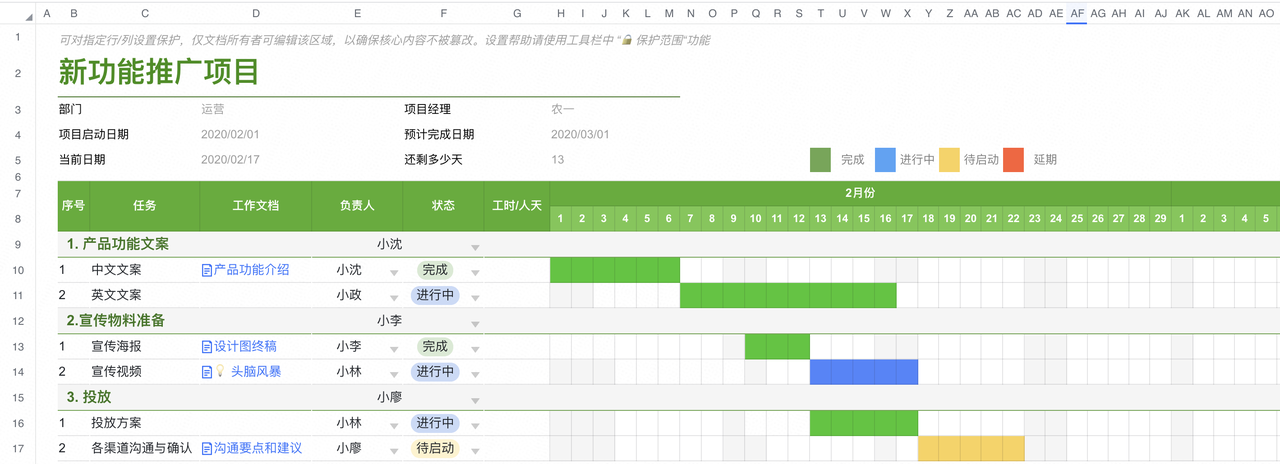 A B C D E F G H I J K L M N O P Q R S T U V W X Y Z AA AB AC AD AE AF AG AH AI AJ AK AL AM AN AO
1 可对指定行/列设置保护，仅文档所有者可编辑该区域，以确保核心内容不被篡改。设置帮助请使用工具栏中 “🔒 保护范围”功能
2 新功能推广项目
3 部门 运营 项目经理 农一
4 项目启动日期 2020/02/01 预计完成日期 2020/03/01
5 当前日期 2020/02/17 还剩多少天 13 完成 进行中 待启动 延期
6
7 序号 任务 工作文档 负责人 状态 工时/人天 2月份
8 1 2 3 4 5 6 7 8 9 10 11 12 13 14 15 16 17 18 19 20 21 22 23 24 25 26 27 28 29 1 2 3 4 5
9 1. 产品功能文案 小沈
10 1 中文文案 产品功能介绍 小沈 完成
11 2 英文文案 小政 进行中
12 2.宣传物料准备 小李
13 1 宣传海报 设计图终稿 小李 完成
14 2 宣传视频 💡 头脑风暴 小林 进行中
15 3. 投放 小廖
16 1 投放方案 小林 进行中
17 2 各渠道沟通与确认 沟通要点和建议 小廖 待启动